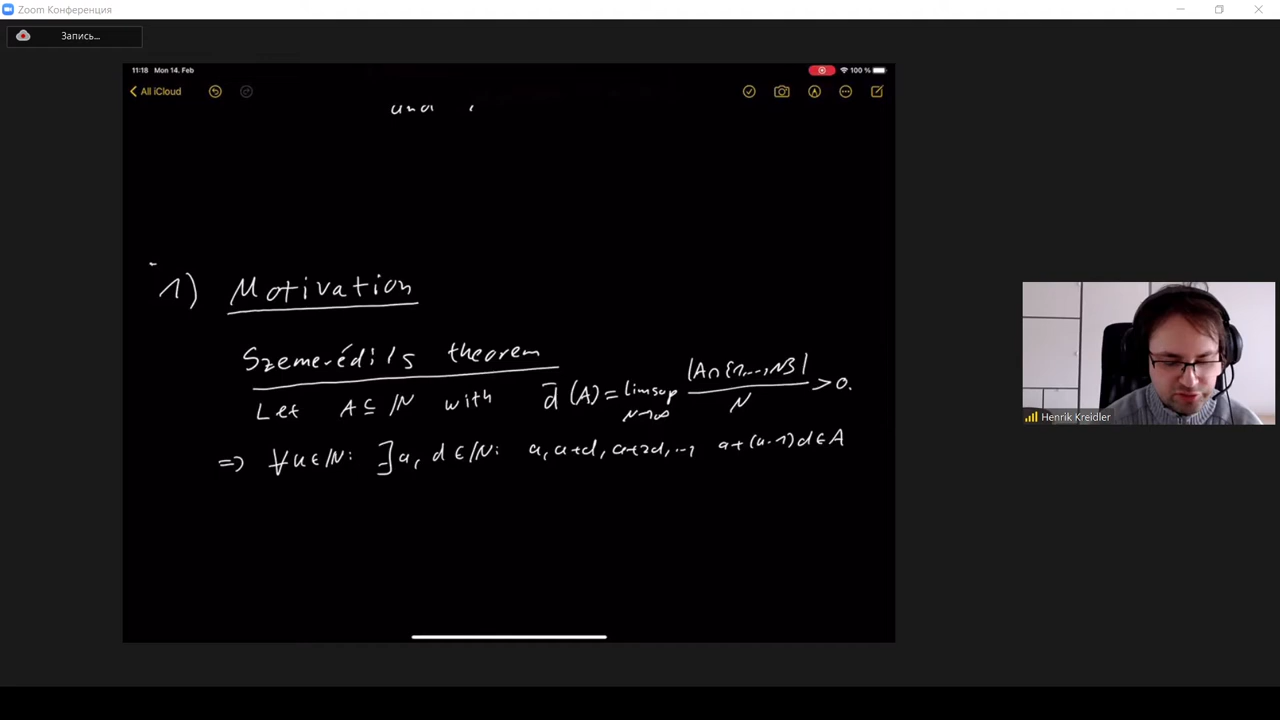 Zoom Конференция
Запись...
11:18 Mon 14. Feb
100 %
All iCloud
und
1) Motivation
Szemerédi's theorem
Let A ⊆ ℕ with d̄(A) = limsup_{N→∞} |A∩{1,...,N}| / N > 0.
=> ∀k∈ℕ: ∃a, d∈ℕ: a, a+d, a+2d, ..., a+(k-1)d ∈ A
Henrik Kreidler